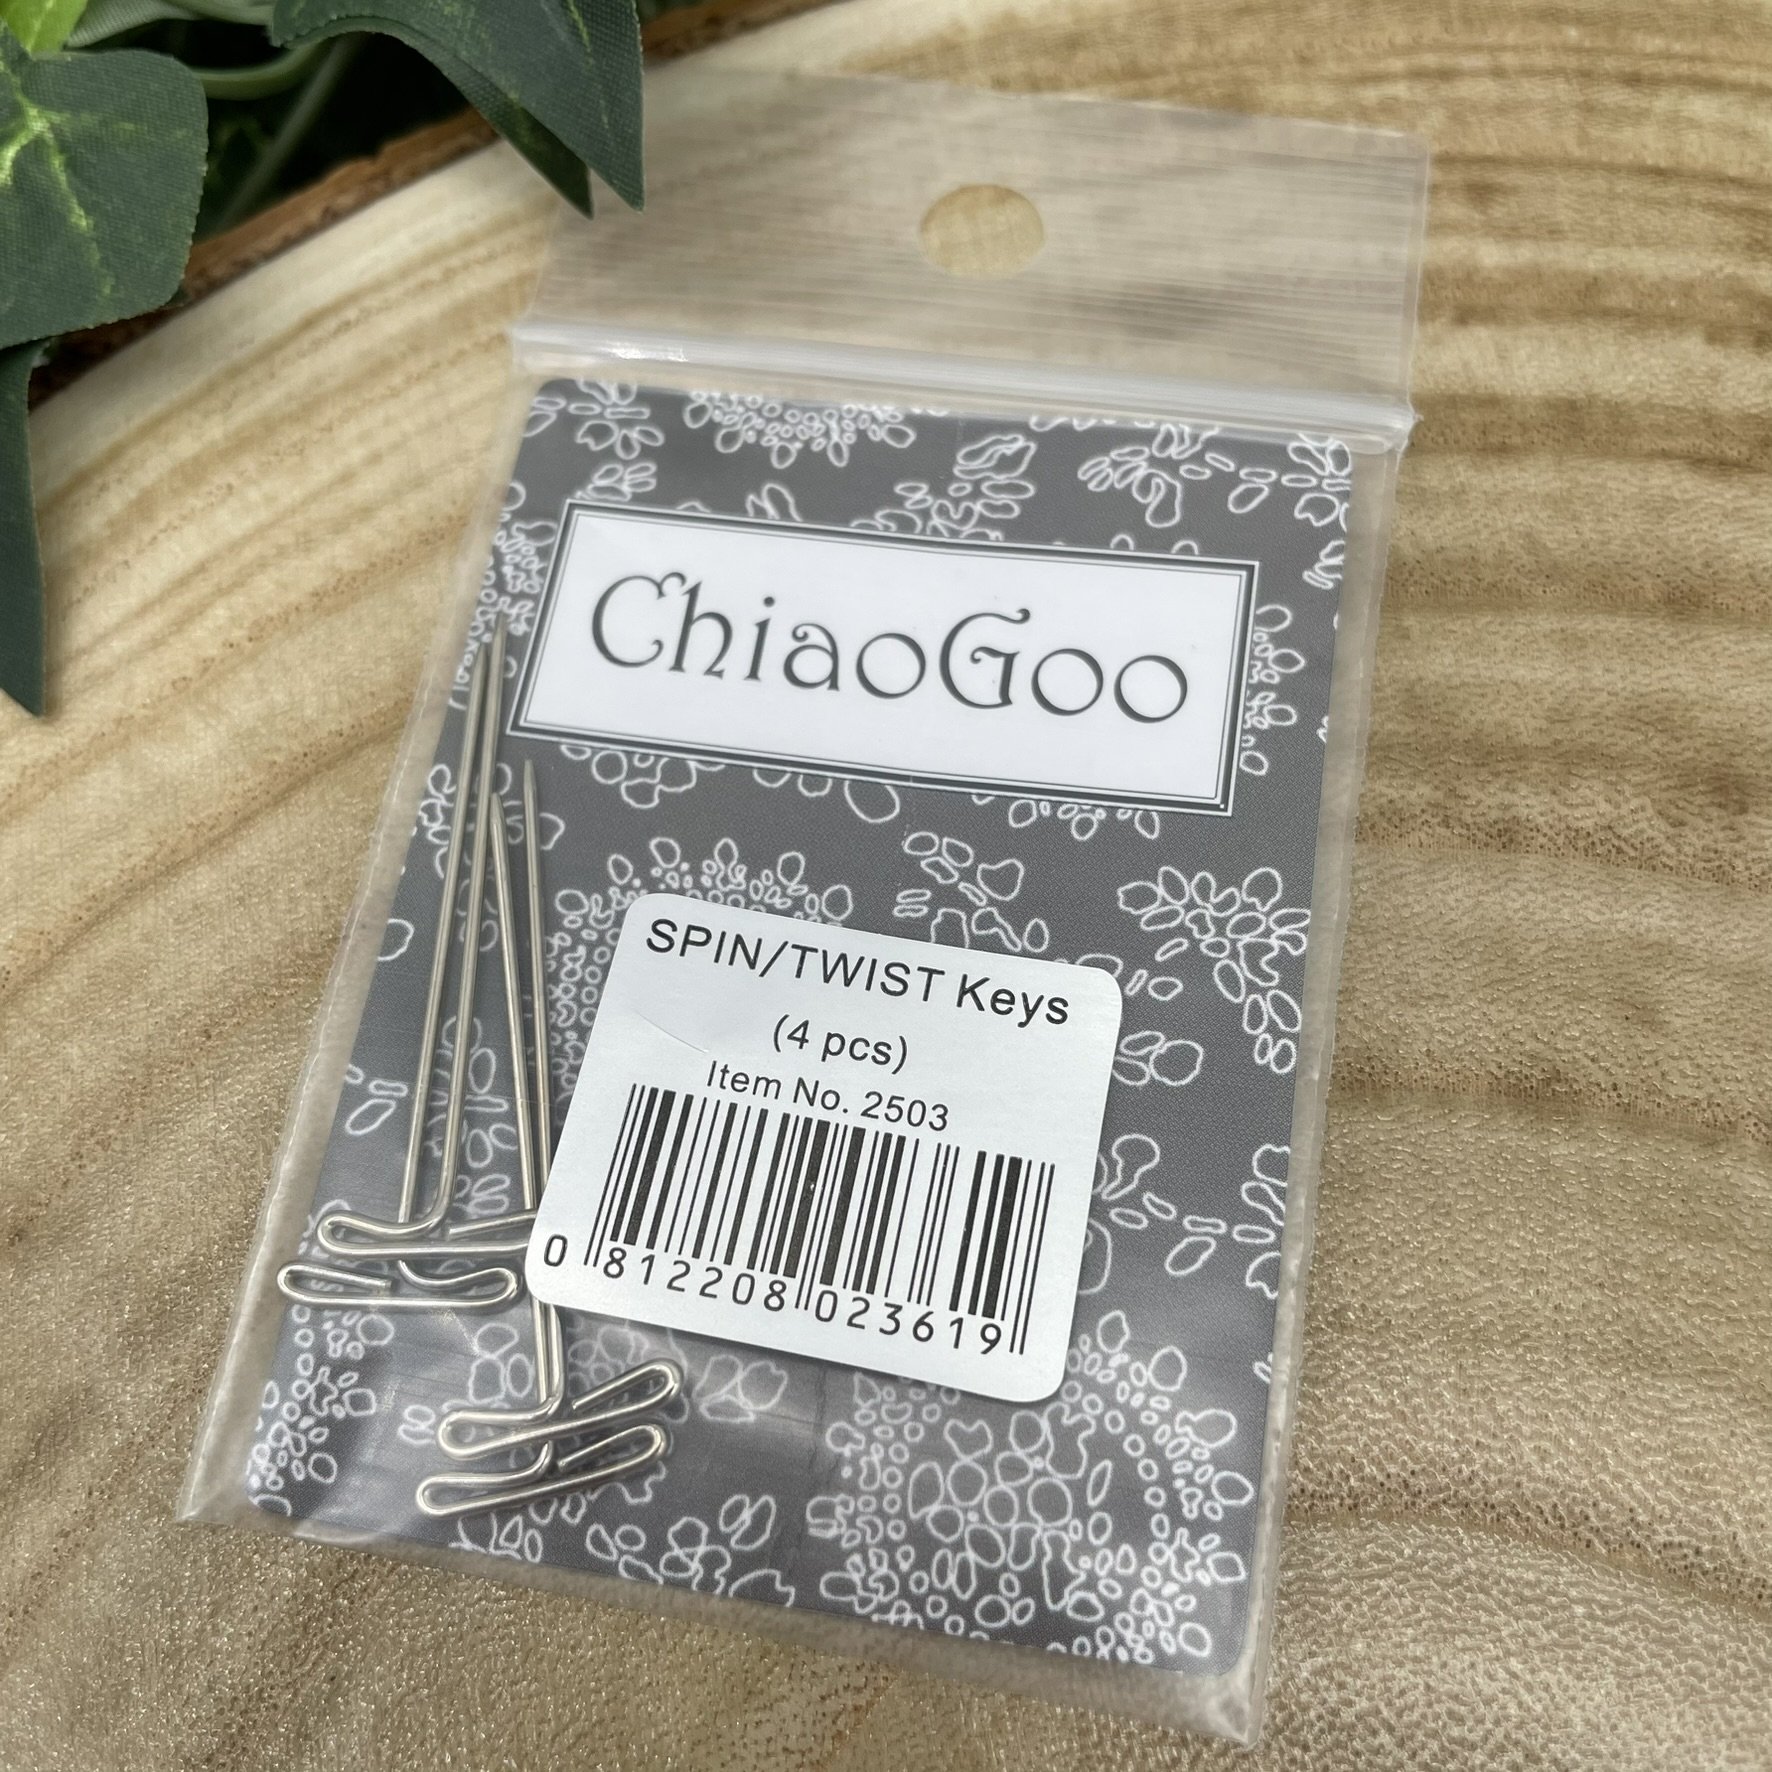 ChiaoGoo
SPIN/TWIST Keys
(4 pcs)
Item No. 2503
0 812208 023619